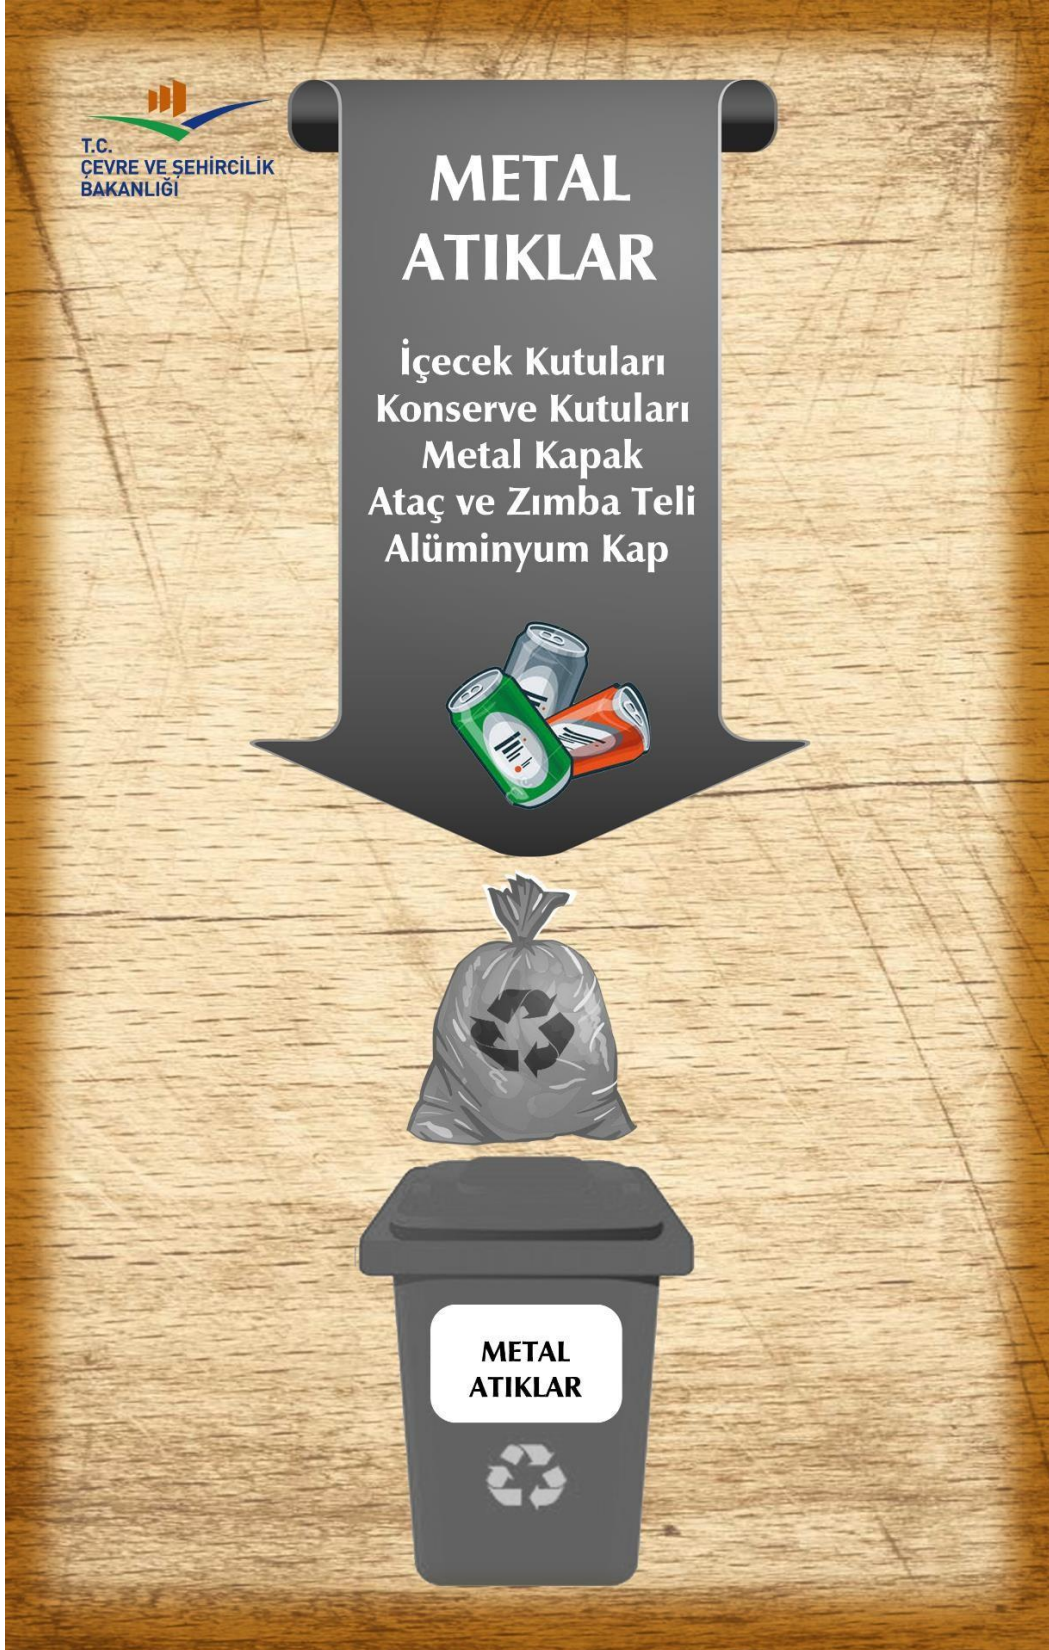 T.C.
ÇEVRE VE ŞEHİRCİLİK
BAKANLIĞI
METAL
ATIKLAR
İçecek Kutuları
Konserve Kutuları
Metal Kapak
Ataç ve Zımba Teli
Alüminyum Kap
METAL
ATIKLAR